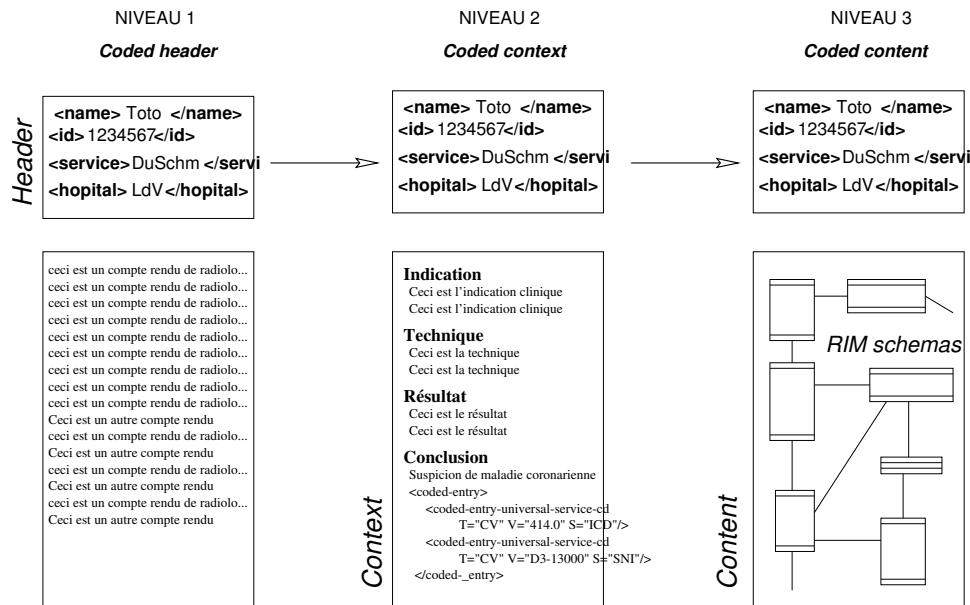 NIVEAU 1
Coded header
NIVEAU 2
Coded context
NIVEAU 3
Coded content
Header
<name> Toto </name>
<id> 1234567</id>
<service> DuSchm </servi
<hopital> LdV </hopital>
<name> Toto </name>
<id> 1234567</id>
<service> DuSchm </servi
<hopital> LdV </hopital>
<name> Toto </name>
<id> 1234567</id>
<service> DuSchm </servi
<hopital> LdV </hopital>
ceci est un compte rendu de radiolo...
ceci est un compte rendu de radiolo...
ceci est un compte rendu de radiolo...
ceci est un compte rendu de radiolo...
ceci est un compte rendu de radiolo...
ceci est un compte rendu de radiolo...
ceci est un compte rendu de radiolo...
ceci est un compte rendu de radiolo...
ceci est un compte rendu de radiolo...
Ceci est un autre compte rendu
ceci est un compte rendu de radiolo...
Ceci est un autre compte rendu
ceci est un compte rendu de radiolo...
Ceci est un autre compte rendu
ceci est un compte rendu de radiolo...
Ceci est un autre compte rendu
Context
Indication
Ceci est l'indication clinique
Ceci est l'indication clinique
Technique
Ceci est la technique
Ceci est la technique
Résultat
Ceci est le résultat
Ceci est le résultat
Conclusion
Suspicion de maladie coronarienne
<coded-entry>
<coded-entry-universal-service-cd
T="CV" V="414.0" S="ICD"/>
<coded-entry-universal-service-cd
T="CV" V="D3-13000" S="SNI"/>
</coded-_entry>
Content
RIM schemas